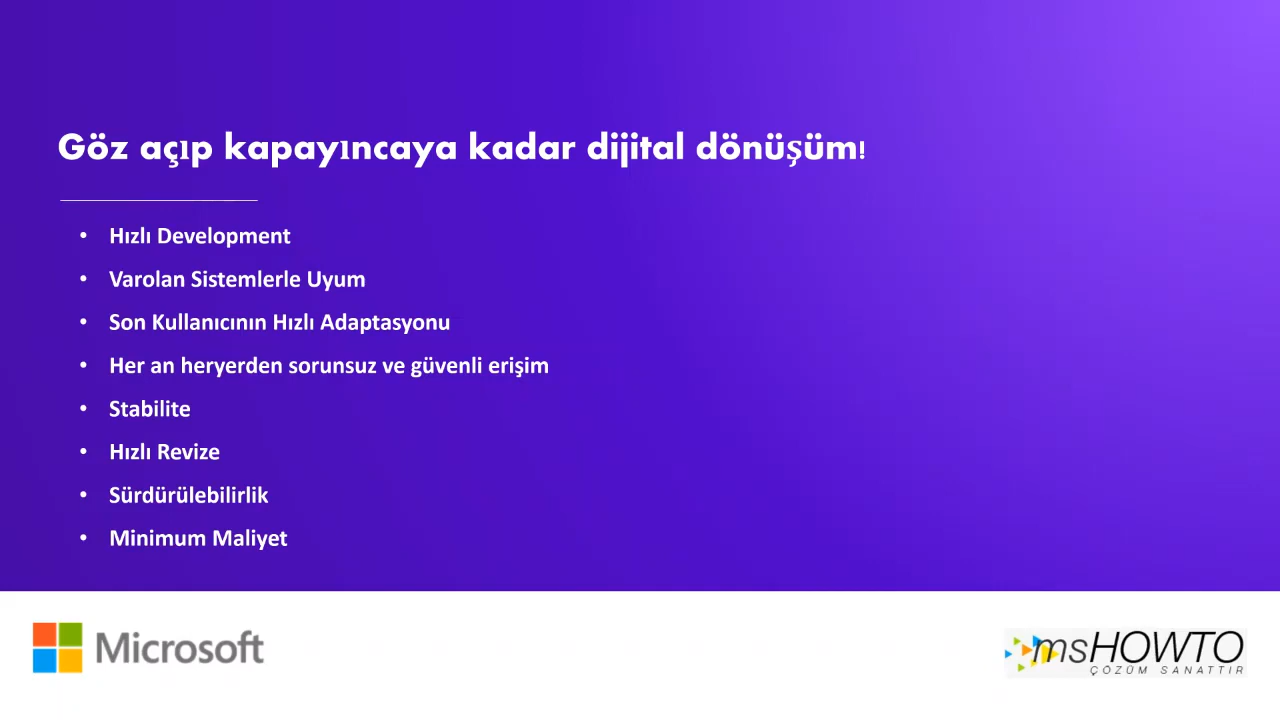 Göz açıp kapayıncaya kadar dijital dönüşüm!
• Hızlı Development
• Varolan Sistemlerle Uyum
• Son Kullanıcının Hızlı Adaptasyonu
• Her an heryerden sorunsuz ve güvenli erişim
• Stabilite
• Hızlı Revize
• Sürdürülebilirlik
• Minimum Maliyet
Microsoft
msHOWTO
ÇÖZÜM SANATTIR